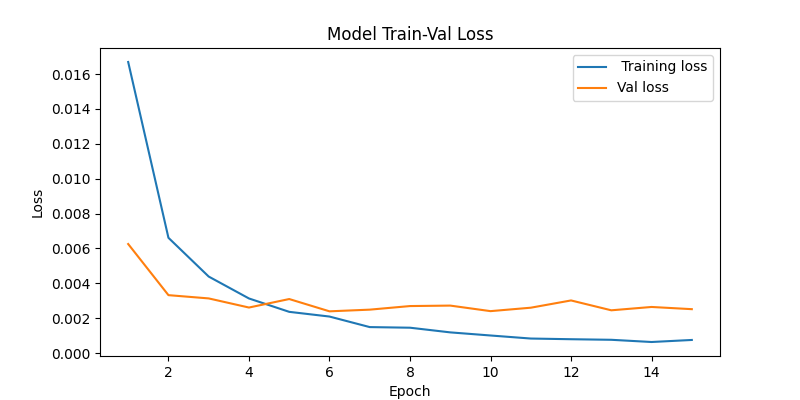 Model Train-Val Loss
Training loss
Val loss
0.016
0.014
0.012
0.010
0.008
0.006
0.004
0.002
0.000
Loss
2 4 6 8 10 12 14
Epoch